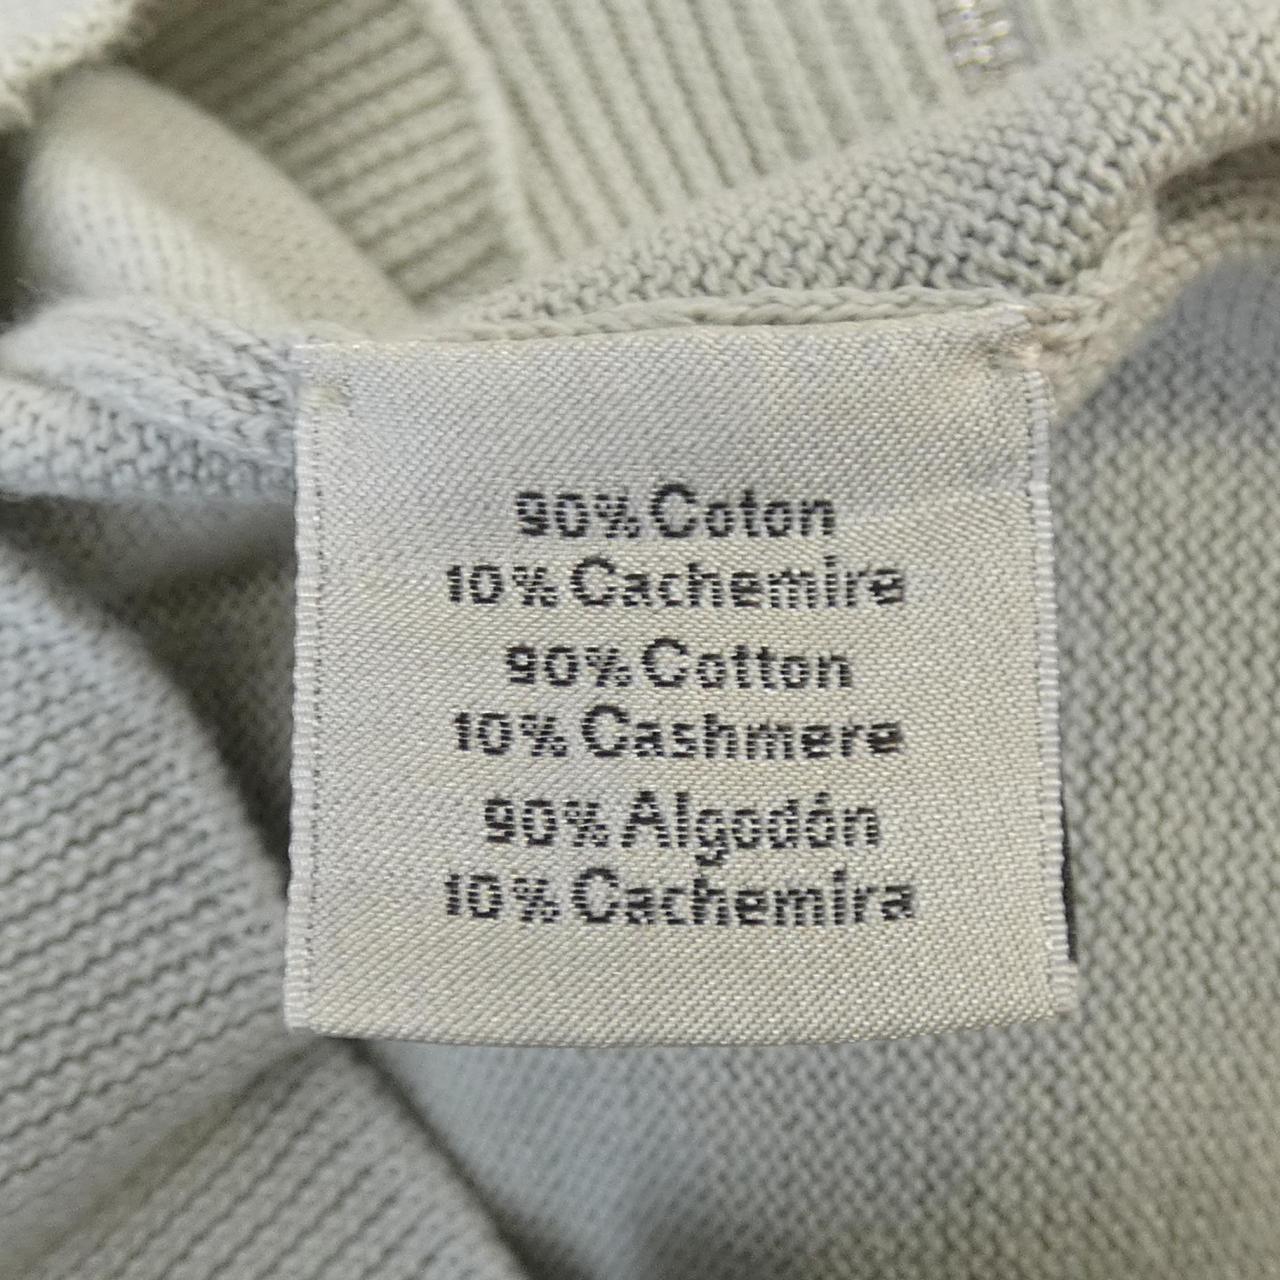 90% Coton
10% Cachemire
90% Cotton
10% Cashmere
90% Algodón
10% Cachemira